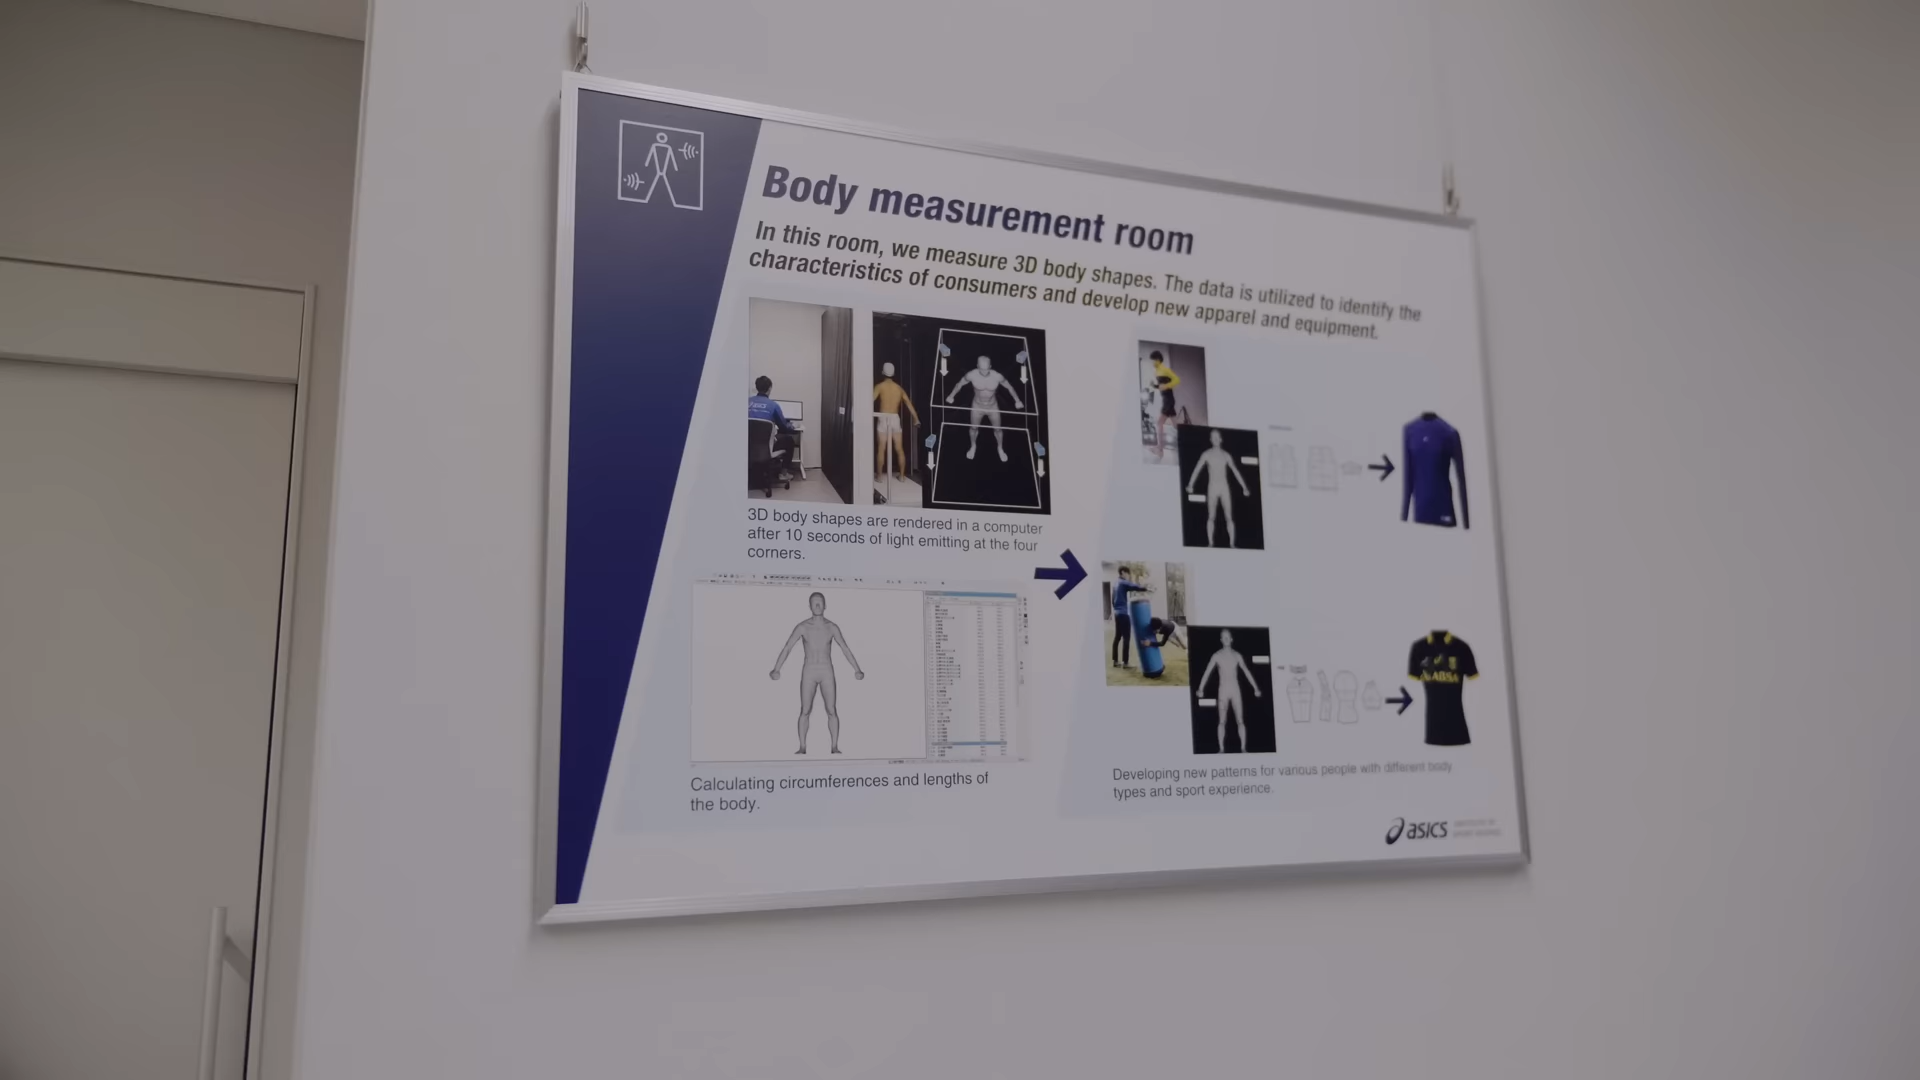 Body measurement room
In this room, we measure 3D body shapes. The data is utilized to identify the
characteristics of consumers and develop new apparel and equipment.
3D body shapes are rendered in a computer
after 10 seconds of light emitting at the four
corners.
Calculating circumferences and lengths of
the body.
ABSA
Developing new patterns for various people with different body
types and sport experience.
asics